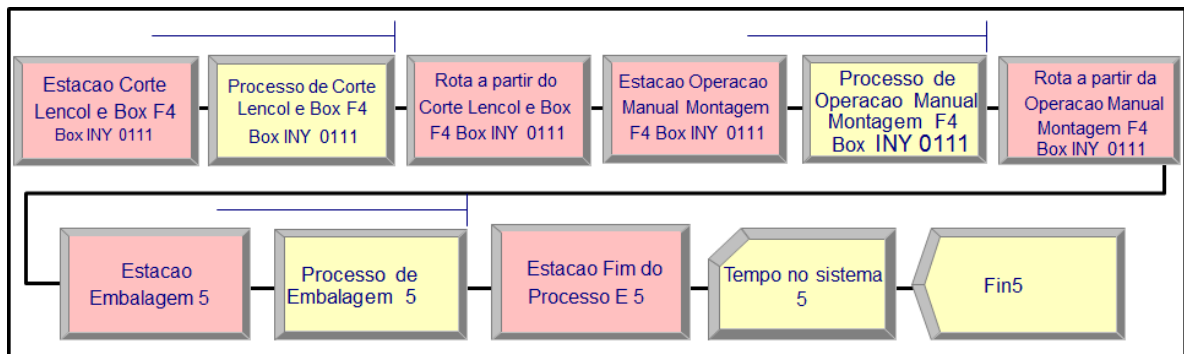 Estacao Corte
Lencol e Box F4
Box INY 0111
Processo de Corte
Lencol e Box F4
Box INY 0111
Rota a partir do
Corte Lencol e Box
F4 Box INY 0111
Estacao Operacao
Manual Montagem
F4 Box INY 0111
Processo de
Operacao Manual
Montagem F4
Box INY 0111
Rota a partir da
Operacao Manual
Montagem F4
Box INY 0111
Estacao
Embalagem 5
Processo de
Embalagem 5
Estacao Fim do
Processo E 5
Tempo no sistema
5
Fin5